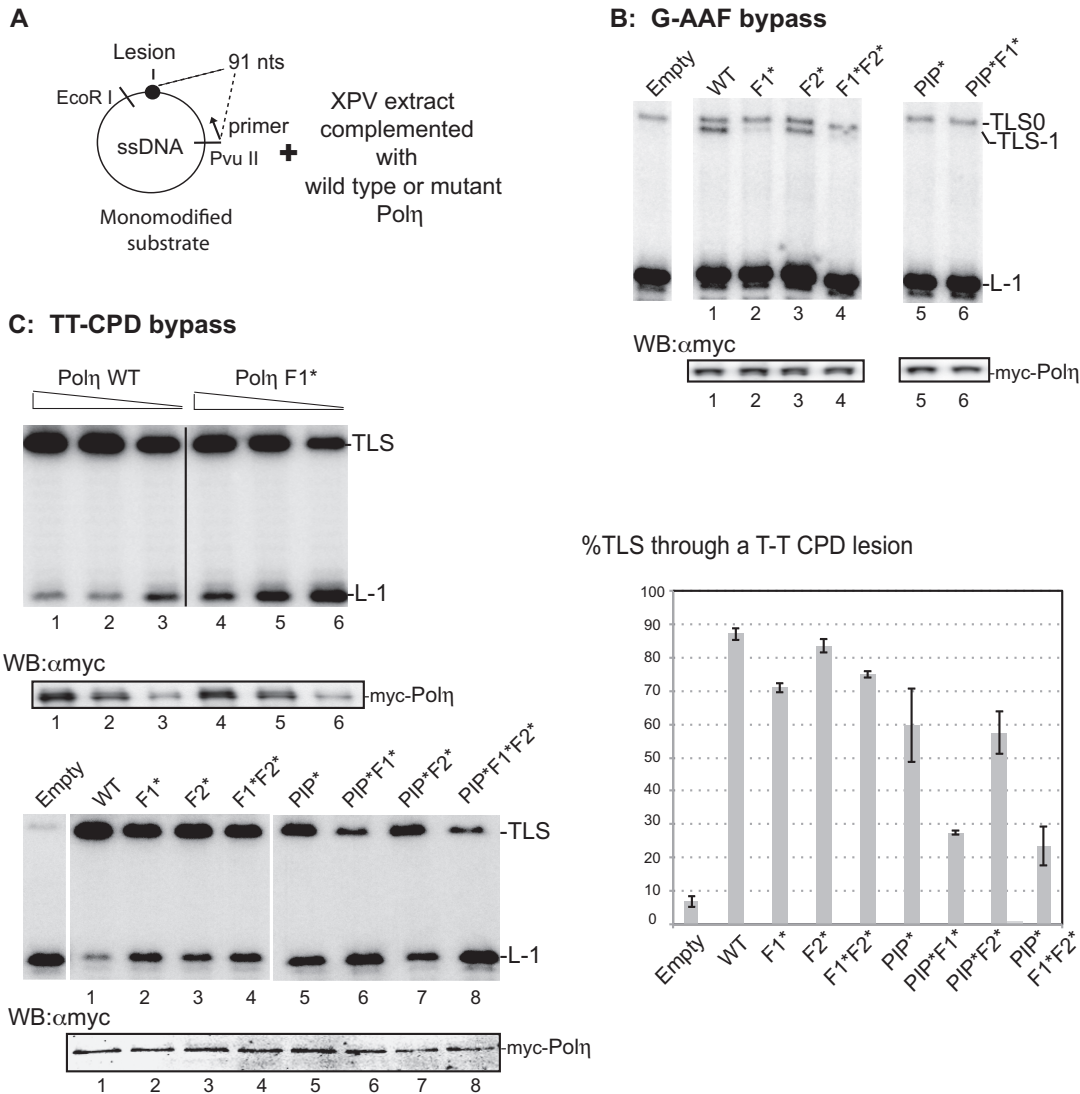 A
Lesion
91 nts
EcoR I
primer
ssDNA
Pvu II
+
Monomodified
substrate
XPV extract
complemented
with
wild type or mutant
Polη
B: G-AAF bypass
Empty WT F1* F2* F1*F2* PIP* PIP*F1*
-TLS0
-TLS-1
-L-1
1 2 3 4 5 6
WB:αmyc
-myc-Polη
1 2 3 4 5 6
C: TT-CPD bypass
Polη WT Polη F1*
-TLS
-L-1
1 2 3 4 5 6
WB:αmyc
-myc-Polη
1 2 3 4 5 6
Empty WT F1* F2* F1*F2* PIP* PIP*F1* PIP*F2* PIP*F1*F2*
-TLS
-L-1
1 2 3 4 5 6 7 8
WB:αmyc
-myc-Polη
1 2 3 4 5 6 7 8
%TLS through a T-T CPD lesion
100
90
80
70
60
50
40
30
20
10
0
Empty WT F1* F2* F1*F2* PIP* PIP*F1* PIP*F2* PIP*
F1*F2*